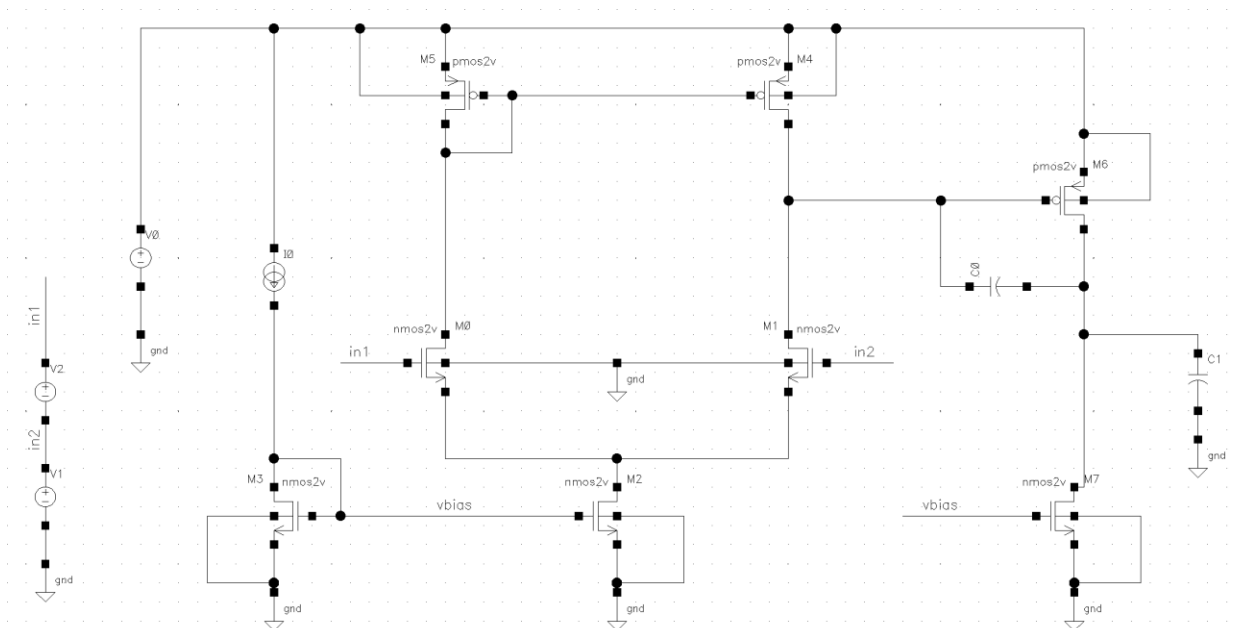 M5
pmos2v
pmos2v
M4
pmos2v
M6
V0
I0
C0
in1
gnd
nmos2v
M0
M1
nmos2v
in1
in2
C1
V2
gnd
in2
M3
nmos2v
nmos2v
M2
nmos2v
M7
gnd
V1
vbias
vbias
gnd
gnd
gnd
gnd